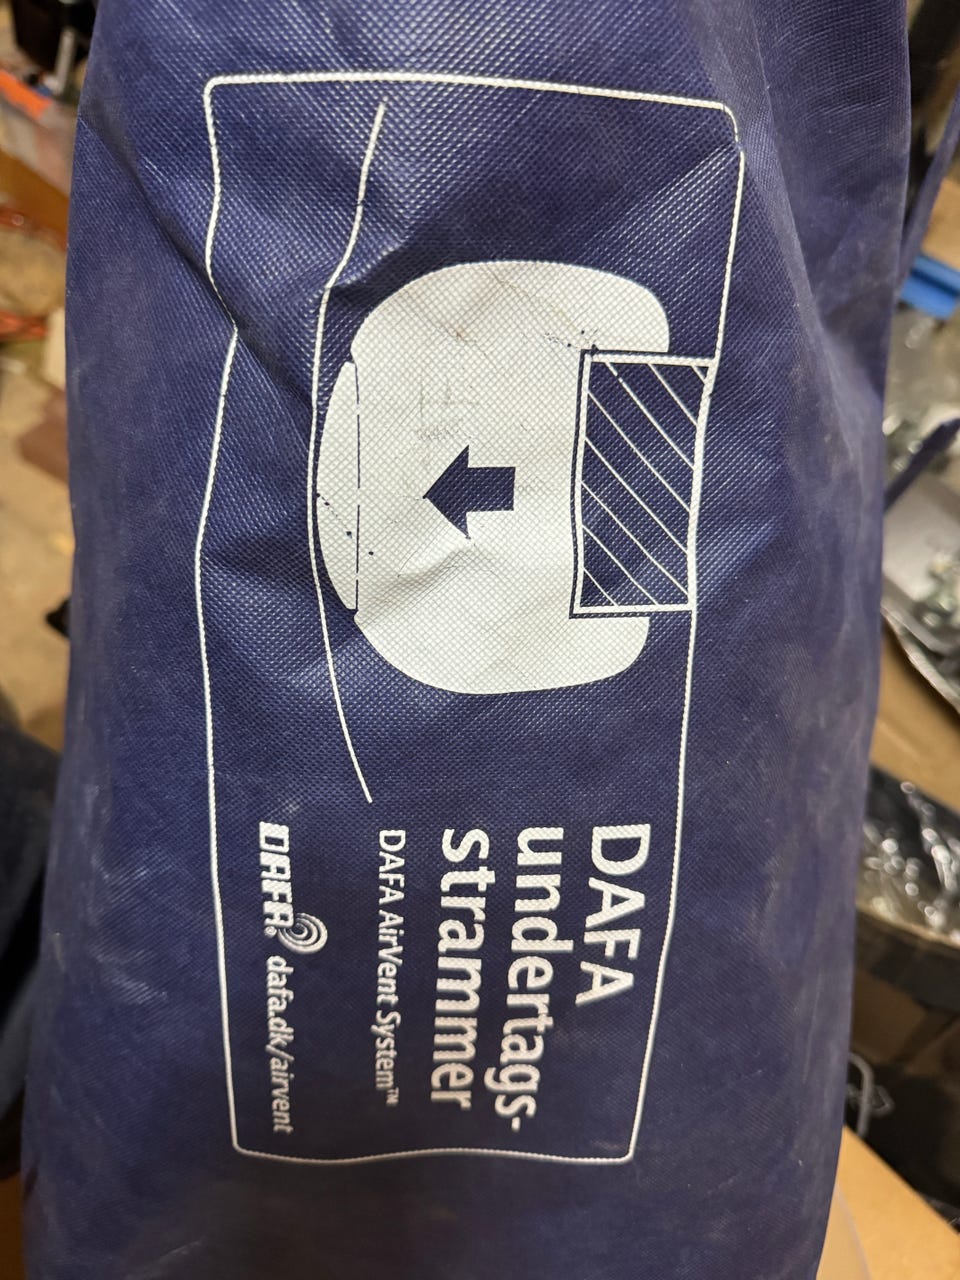 DAFA
undertags-
strammer
DAFA AirVent System™
DAFA® dafa.dk/airvent